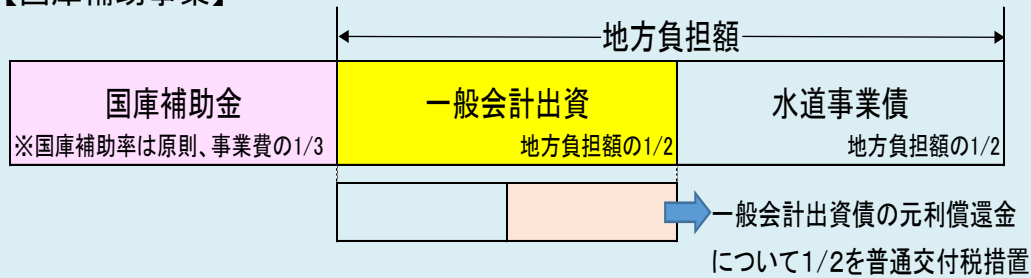 【国庫補助事業】
地方負担額
国庫補助金
※国庫補助率は原則、事業費の1/3
一般会計出資
地方負担額の1/2
水道事業債
地方負担額の1/2
一般会計出資債の元利償還金
について1/2を普通交付税措置